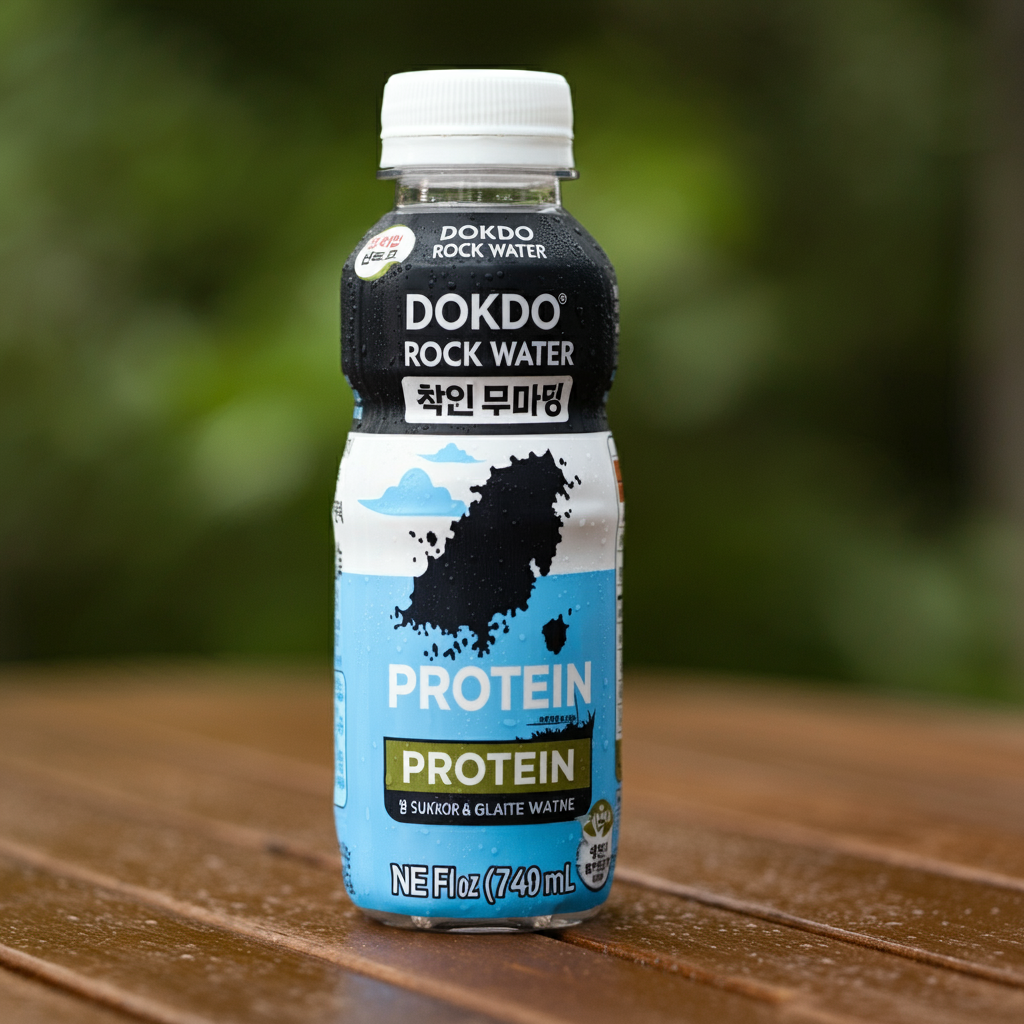 DOKDO
ROCK WATER
DOKDO
ROCK WATER
착인 무마딩
PROTEIN
PROTEIN
SUKKOR & GLAITE WATNE
NE Fl oz (740 mL